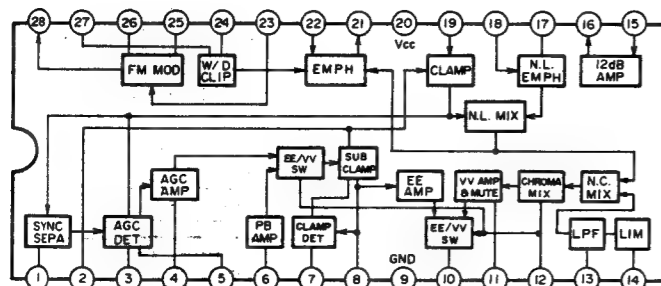 28 27 26 25 24 23 22 21 20 19 18 17 16 15
Vcc
FM MOD
W/D
CLIP
EMPH
CLAMP
N.L.
EMPH
12dB
AMP
N.L. MIX
AGC
AMP
EE/VV
SW
SUB
CLAMP
EE
AMP
VV AMP
& MUTE
CHROMA
MIX
N.C.
MIX
SYNC
SEPA
AGC
DET
PB
AMP
CLAMP
DET
EE/VV
SW
LPF
LIM
GND
1 2 3 4 5 6 7 8 9 10 11 12 13 14